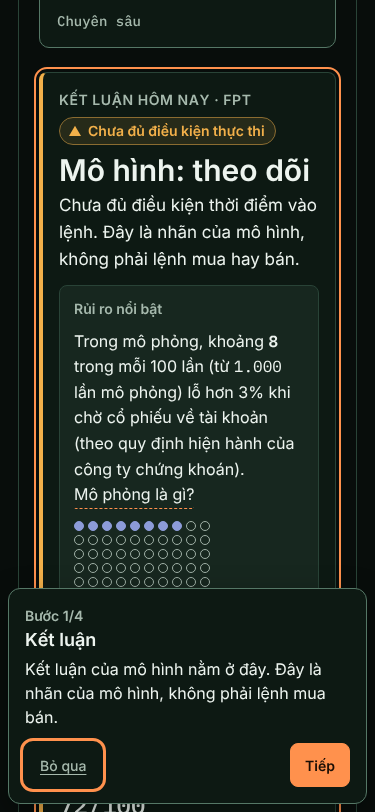 Chuyên sâu
KẾT LUẬN HÔM NAY · FPT
Chưa đủ điều kiện thực thi
Mô hình: theo dõi
Chưa đủ điều kiện thời điểm vào
lệnh. Đây là nhãn của mô hình,
không phải lệnh mua hay bán.
Rủi ro nổi bật
Trong mô phỏng, khoảng 8
trong mỗi 100 lần (từ 1.000
lần mô phỏng) lỗ hơn 3% khi
chờ cổ phiếu về tài khoản
(theo quy định hiện hành của
công ty chứng khoán).
Mô phỏng là gì?
Bước 1/4
Kết luận
Kết luận của mô hình nằm ở đây. Đây là
nhãn của mô hình, không phải lệnh mua
bán.
Bỏ qua
Tiếp